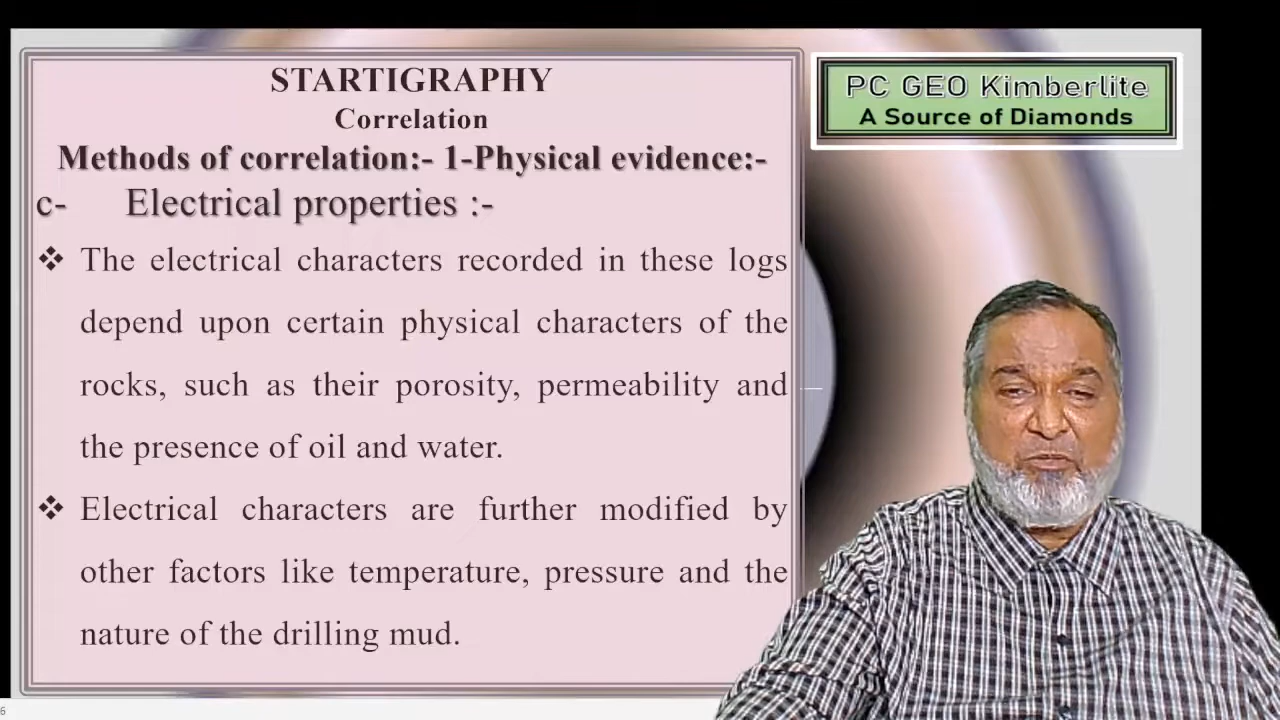 STARTIGRAPHY
Correlation
Methods of correlation:- 1-Physical evidence:-
c- Electrical properties :-
❖ The electrical characters recorded in these logs
depend upon certain physical characters of the
rocks, such as their porosity, permeability and
the presence of oil and water.
❖ Electrical characters are further modified by
other factors like temperature, pressure and the
nature of the drilling mud.
PC GEO Kimberlite
A Source of Diamonds
6